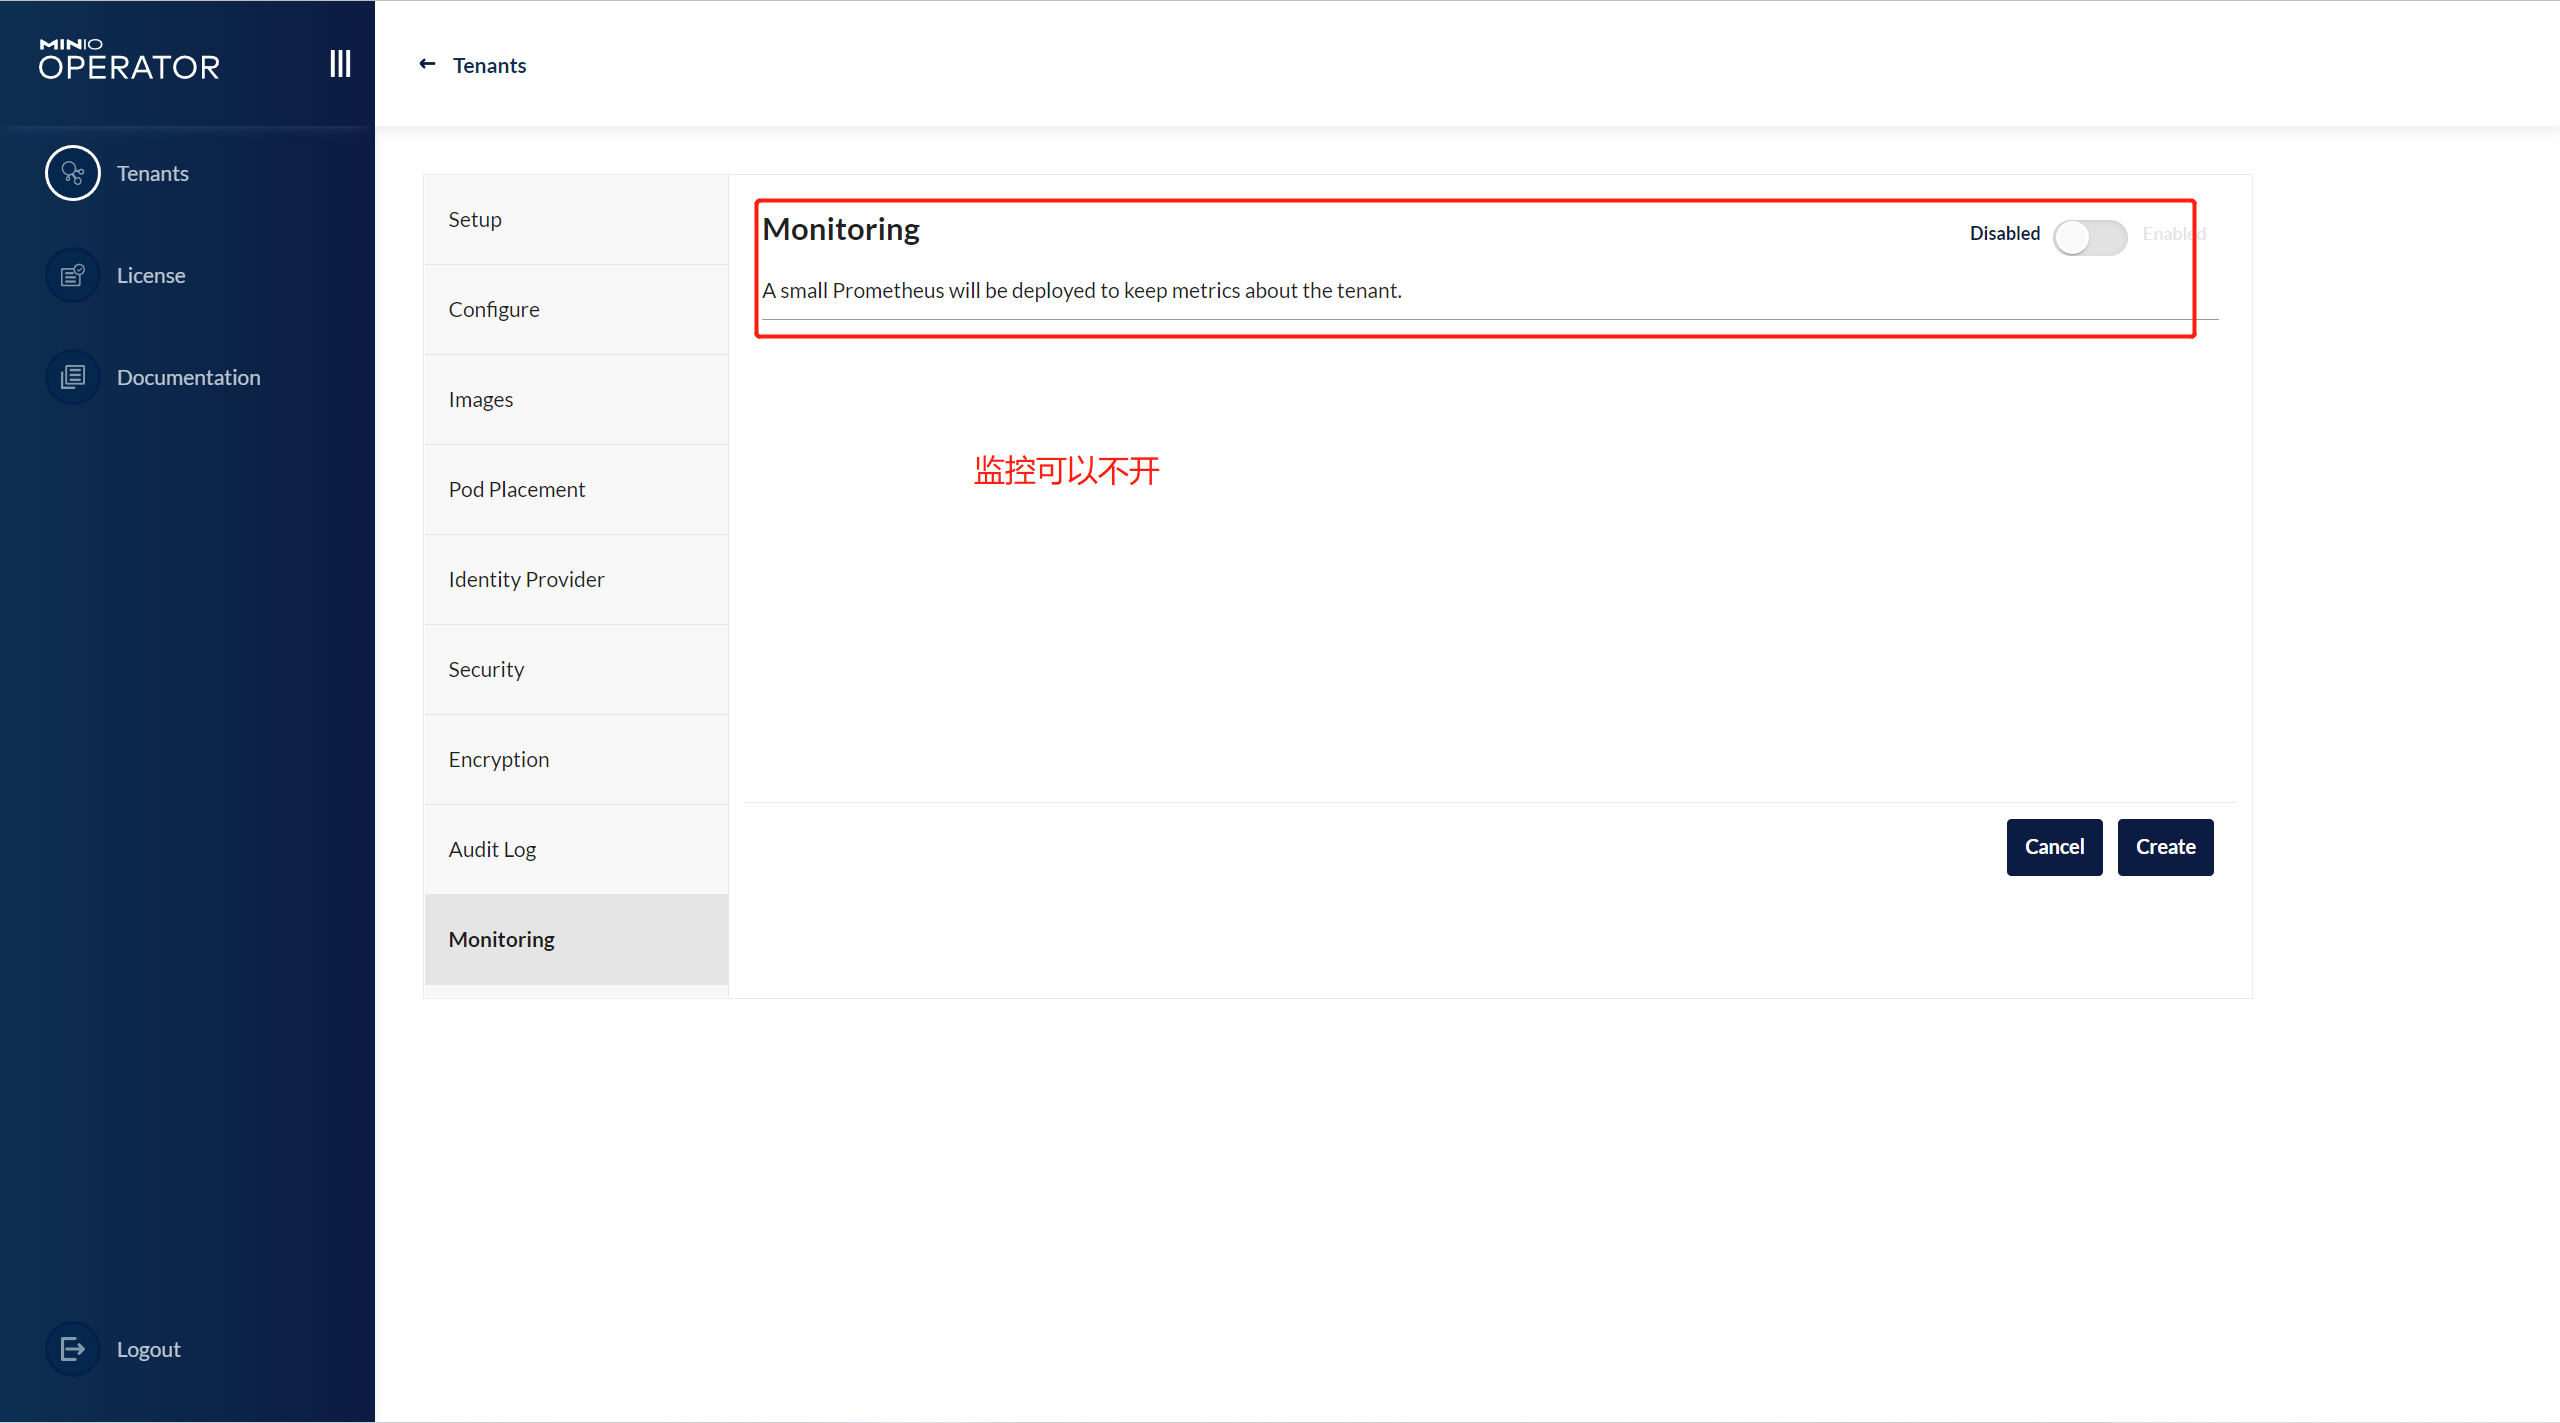 MINIO
OPERATOR
Tenants
License
Documentation
Logout
← Tenants
Setup
Configure
Images
Pod Placement
Identity Provider
Security
Encryption
Audit Log
Monitoring
Monitoring
Disabled
Enabled
A small Prometheus will be deployed to keep metrics about the tenant.
监控可以不开
Cancel
Create